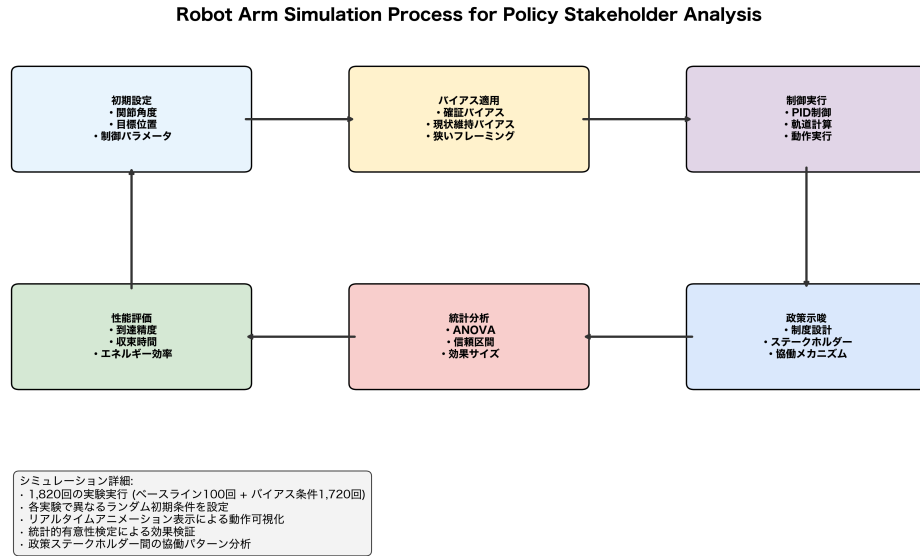 Robot Arm Simulation Process for Policy Stakeholder Analysis
初期設定
・関節角度
・目標位置
・制御パラメータ
バイアス適用
・確証バイアス
・現状維持バイアス
・狭いフレーミング
制御実行
・PID制御
・軌道計算
・動作実行
性能評価
・到達精度
・収束時間
・エネルギー効率
統計分析
・ANOVA
・信頼区間
・効果サイズ
政策示唆
・制度設計
・ステークホルダー
・協働メカニズム
シミュレーション詳細:
・1,820回の実験実行 (ベースライン100回 + バイアス条件1,720回)
・各実験で異なるランダム初期条件を設定
・リアルタイムアニメーション表示による動作可視化
・統計的有意性検定による効果検証
・政策ステークホルダー間の協働パターン分析